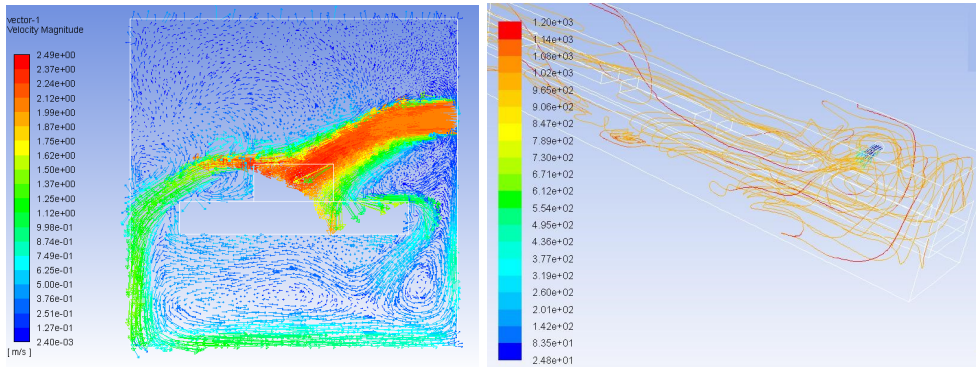 vector-1
Velocity Magnitude
2.49e+00
2.37e+00
2.24e+00
2.12e+00
1.99e+00
1.87e+00
1.75e+00
1.62e+00
1.50e+00
1.37e+00
1.25e+00
1.12e+00
9.98e-01
8.74e-01
7.49e-01
6.25e-01
5.00e-01
3.76e-01
2.51e-01
1.27e-01
2.40e-03
[ m/s ]
1.20e+03
1.14e+03
1.08e+03
1.02e+03
9.65e+02
9.06e+02
8.47e+02
7.89e+02
7.30e+02
6.71e+02
6.12e+02
5.54e+02
4.95e+02
4.36e+02
3.77e+02
3.19e+02
2.60e+02
2.01e+02
1.42e+02
8.35e+01
2.48e+01